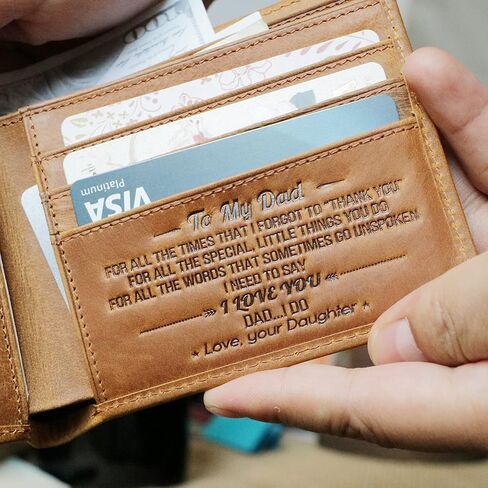 VISA
Platinum
To My Dad
FOR ALL THE TIMES THAT I FORGOT TO "THANK YOU"
FOR ALL THE SPECIAL, LITTLE THINGS YOU DO
FOR ALL THE WORDS THAT SOMETIMES GO UNSPOKEN
I NEED TO SAY
I LOVE YOU
DAD...I DO
Love, your Daughter